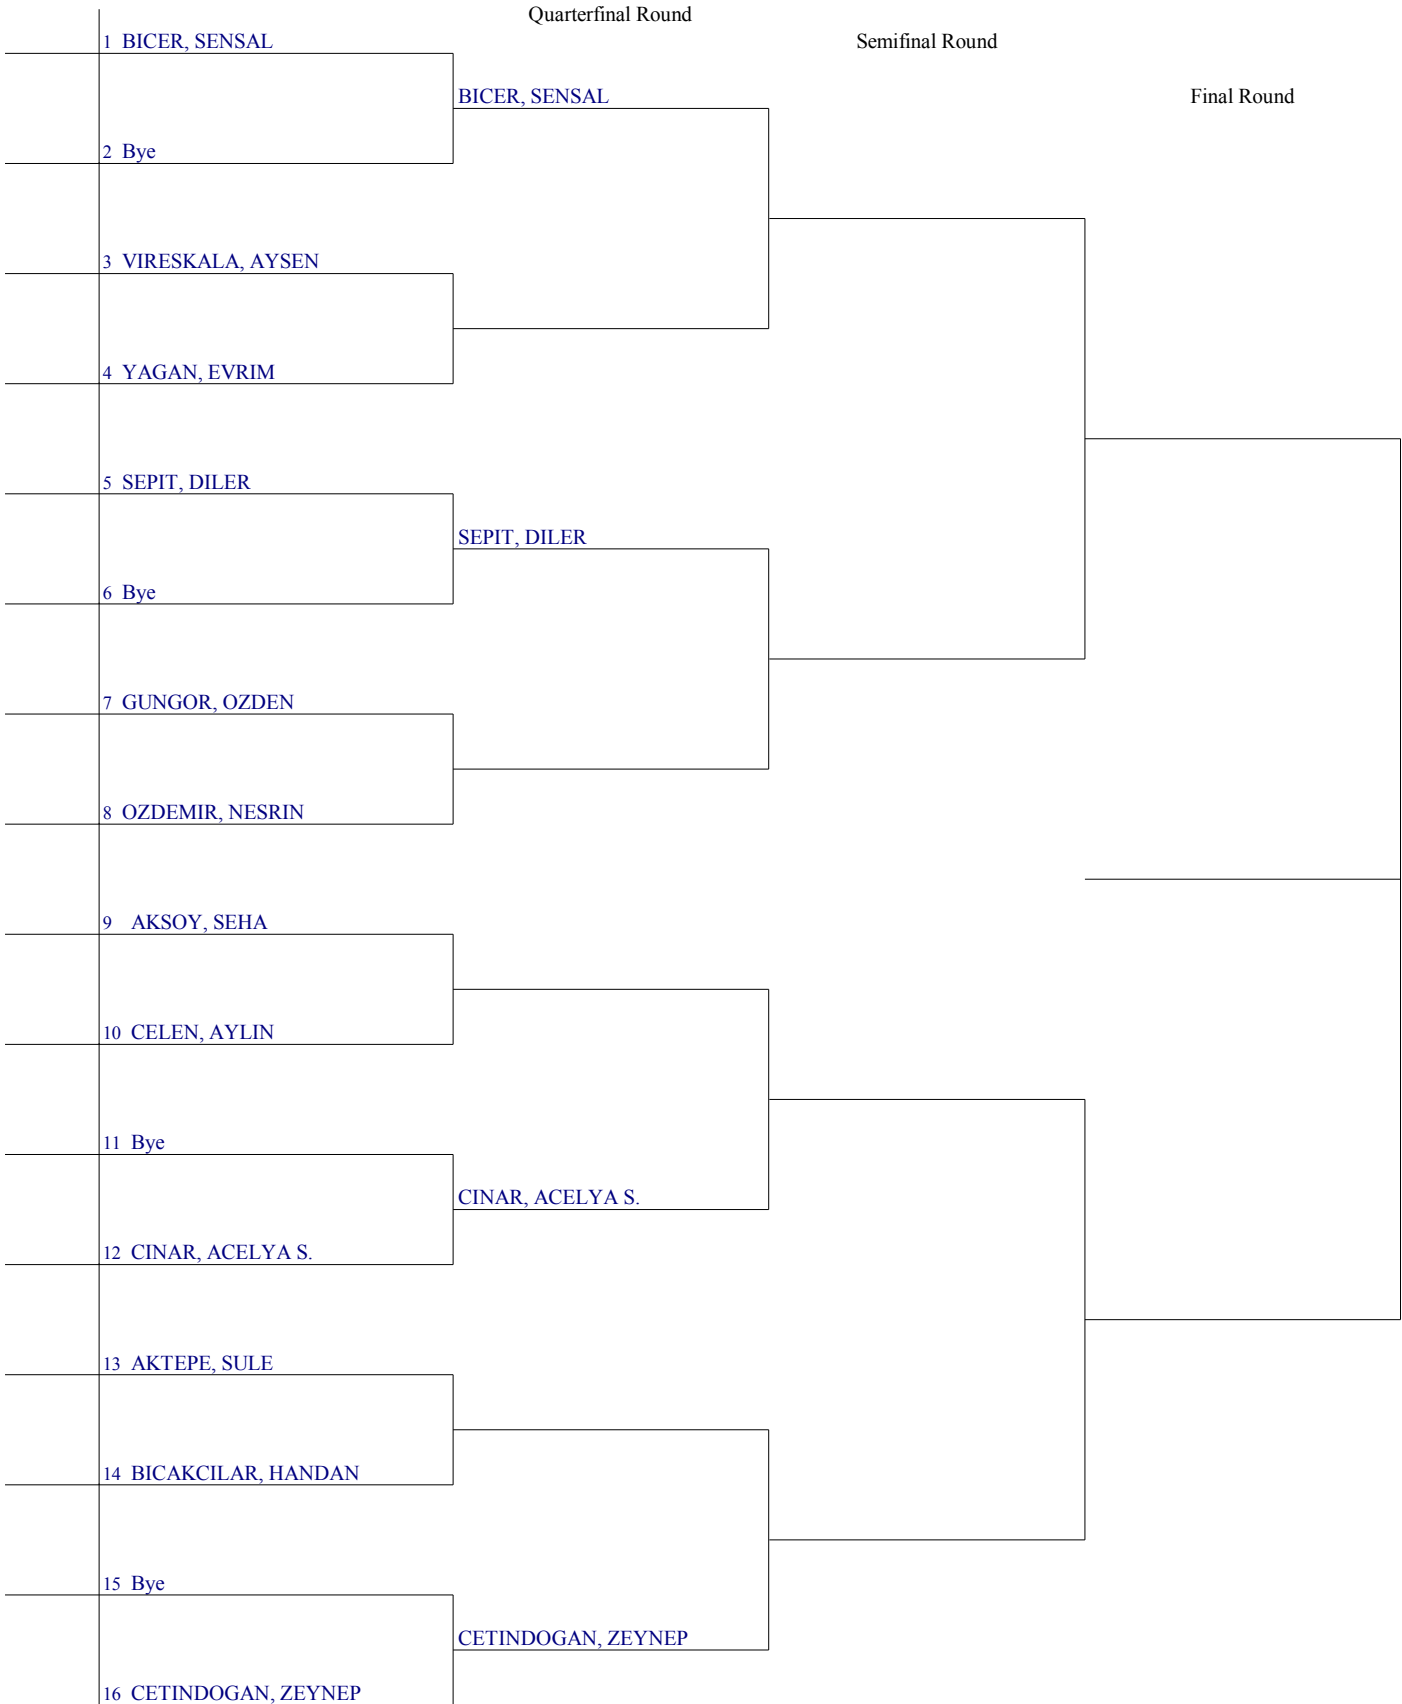 Quarterfinal Round
1 BICER, SENSAL
Semifinal Round
BICER, SENSAL
Final Round
2 Bye
3 VIRESKALA, AYSEN
4 YAGAN, EVRIM
5 SEPIT, DILER
SEPIT, DILER
6 Bye
7 GUNGOR, OZDEN
8 OZDEMIR, NESRIN
9 AKSOY, SEHA
10 CELEN, AYLIN
11 Bye
CINAR, ACELYA S.
12 CINAR, ACELYA S.
13 AKTEPE, SULE
14 BICAKCILAR, HANDAN
15 Bye
CETINDOGAN, ZEYNEP
16 CETINDOGAN, ZEYNEP